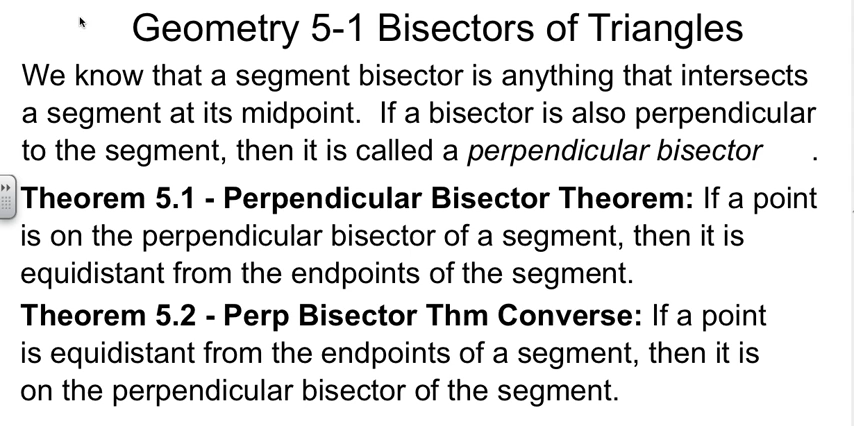 Geometry 5-1 Bisectors of Triangles
We know that a segment bisector is anything that intersects
a segment at its midpoint.  If a bisector is also perpendicular
to the segment, then it is called a perpendicular bisector      .
Theorem 5.1 - Perpendicular Bisector Theorem: If a point
is on the perpendicular bisector of a segment, then it is
equidistant from the endpoints of the segment.
Theorem 5.2 - Perp Bisector Thm Converse: If a point
is equidistant from the endpoints of a segment, then it is
on the perpendicular bisector of the segment.